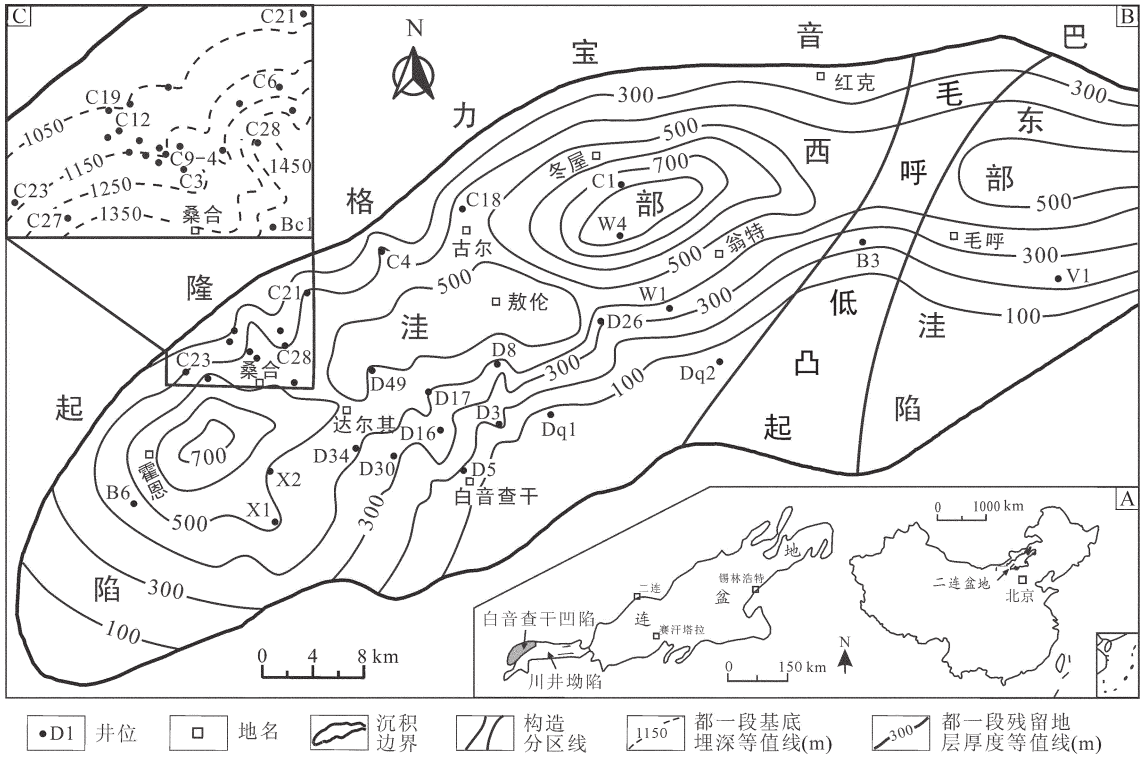 C
C21
C6
C19
C12
1050
C28
C9-4
C3
1150
1450
1250
C23
1350
C27
桑合
Bc1
N
B
宝
音
巴
力
格
隆
起
红克
300
毛
300
东
部
500
500
冬屋
700
C1
部
W4
西
呼
C18
古尔
翁特
500
毛呼
300
V1
100
C4
500
敖伦
W1
300
B3
低
洼
C21
洼
D26
凸
C23
C28
桑合
D8
300
100
Dq2
起
陷
D49
D17
达尔其
D3
Dq1
D16
D34
D30
D5
白音查干
700
霍恩
X2
B6
X1
500
300
陷
300
100
0 4 8 km
A
0 1000 km
地
盆
连
二连
锡林浩特
赛汗塔拉
二连盆地
北京
白音查干凹陷
川井坳陷
0 150 km
N
D1 井位
地名
沉积
边界
构造
分区线
1150
都一段基底
埋深等值线(m)
300
都一段残留地
层厚度等值线(m)